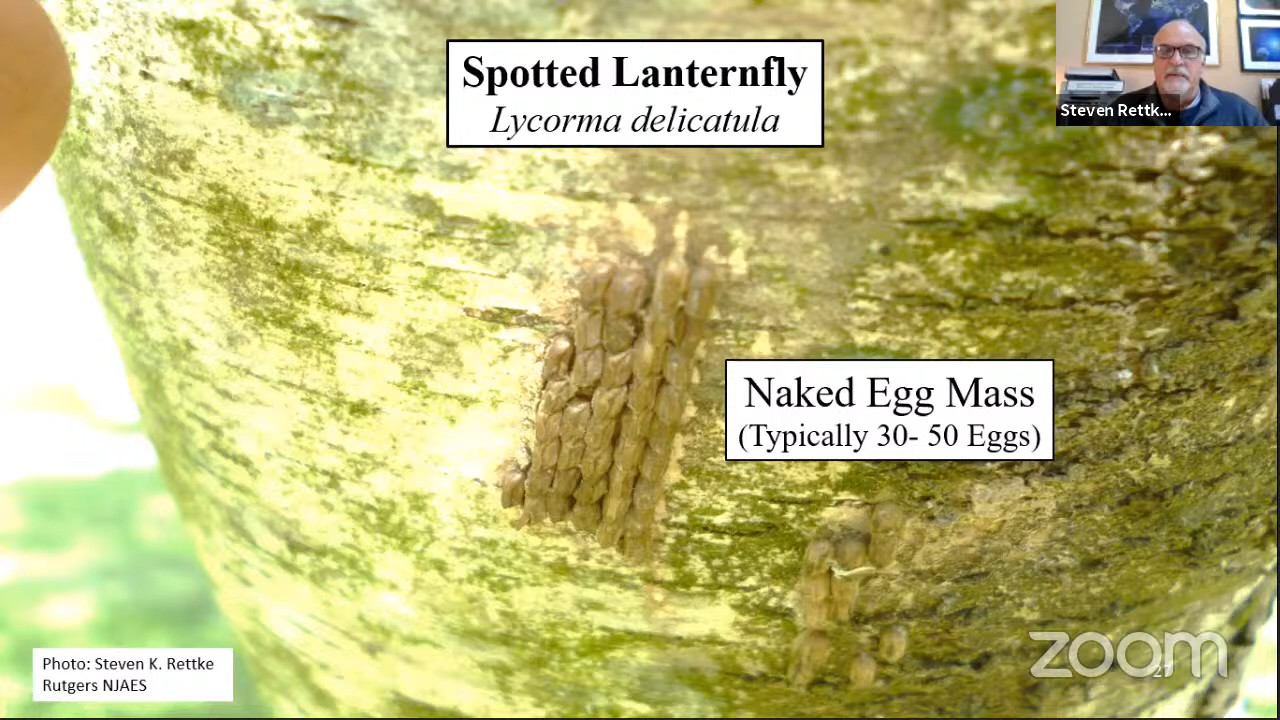 Spotted Lanternfly
Lycorma delicatula
Steven Rettk...
Naked Egg Mass
(Typically 30- 50 Eggs)
Photo: Steven K. Rettke
Rutgers NJAES
zoom
27